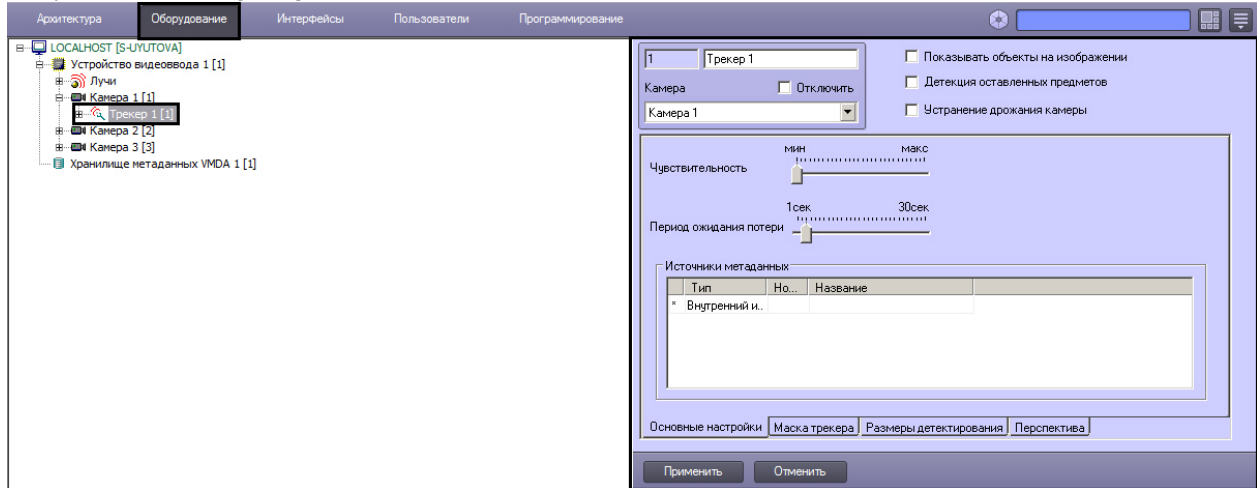 Архитектура Оборудование Интерфейсы Пользователи Программирование
LOCALHOST [S-UYUTOVA]
Устройство видеоввода 1 [1]
Лучи
Камера 1 [1]
Трекер 1 [1]
Камера 2 [2]
Камера 3 [3]
Хранилище метаданных VMDA 1 [1]
1 Трекер 1
Камера Отключить
Камера 1
Показывать объекты на изображении
Детекция оставленных предметов
Устранение дрожания камеры
мин макс
Чувствительность
1сек 30сек
Период ожидания потери
Источники метаданных
Тип Но... Название
* Внутренний и..
Основные настройки Маска трекера Размеры детектирования Перспектива
Применить Отменить